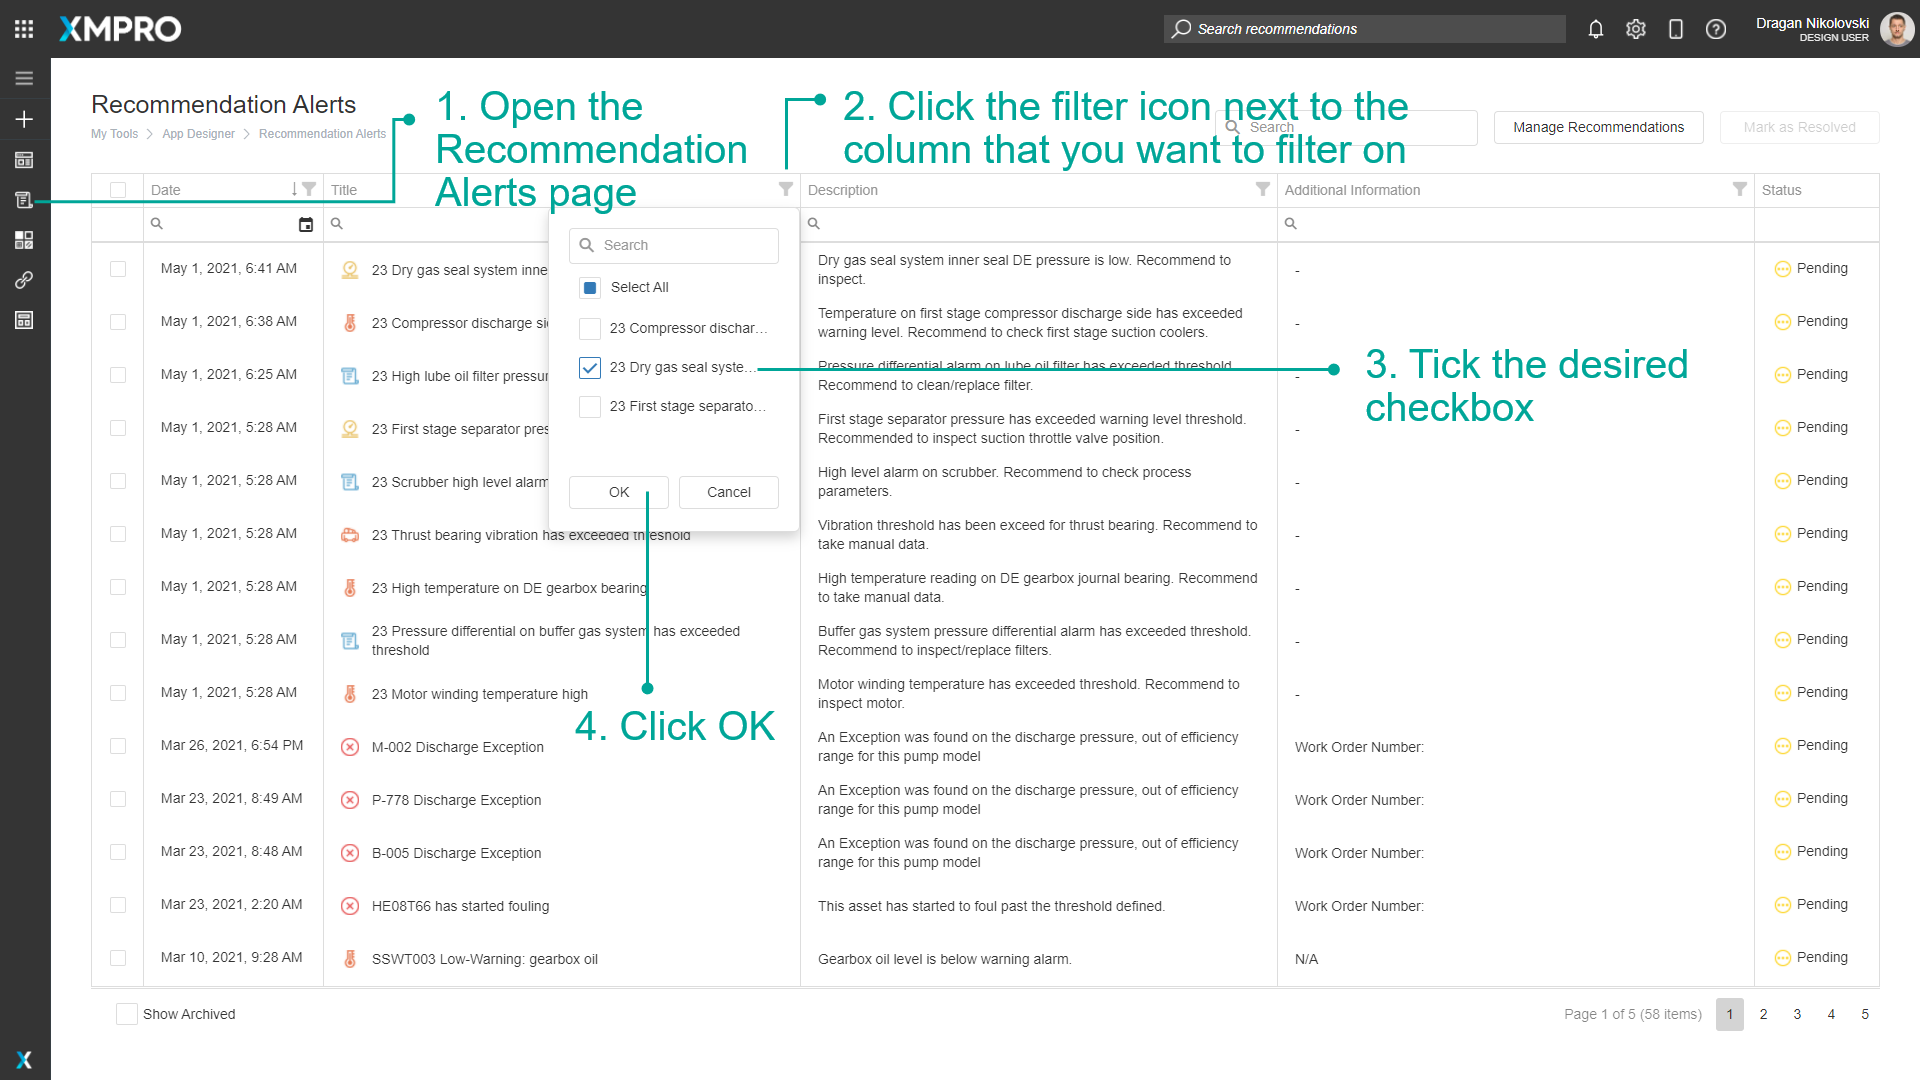 XMPRO
Search recommendations
Dragan Nikolovski
DESIGN USER
Recommendation Alerts
My Tools
App Designer
Recommendation Alerts
1. Open the
Recommendation
Alerts page
2. Click the filter icon next to the
column that you want to filter on
Search
Manage Recommendations
Mark as Resolved
Date
Title
Description
Additional Information
Status
Search
Select All
23 Compressor dischar...
23 Dry gas seal syste...
23 First stage separato...
OK
Cancel
3. Tick the desired
checkbox
4. Click OK
May 1, 2021, 6:41 AM
23 Dry gas seal system inne
Dry gas seal system inner seal DE pressure is low. Recommend to
inspect.
-
Pending
May 1, 2021, 6:38 AM
23 Compressor discharge si
Temperature on first stage compressor discharge side has exceeded
warning level. Recommend to check first stage suction coolers.
-
Pending
May 1, 2021, 6:25 AM
23 High lube oil filter pressur
Pressure differential alarm on lube oil filter has exceeded threshold.
Recommend to clean/replace filter.
-
Pending
May 1, 2021, 5:28 AM
23 First stage separator pres
First stage separator pressure has exceeded warning level threshold.
Recommended to inspect suction throttle valve position.
-
Pending
May 1, 2021, 5:28 AM
23 Scrubber high level alarm
High level alarm on scrubber. Recommend to check process
parameters.
-
Pending
May 1, 2021, 5:28 AM
23 Thrust bearing vibration has exceeded threshold
Vibration threshold has been exceed for thrust bearing. Recommend to
take manual data.
-
Pending
May 1, 2021, 5:28 AM
23 High temperature on DE gearbox bearing
High temperature reading on DE gearbox journal bearing. Recommend
to take manual data.
-
Pending
May 1, 2021, 5:28 AM
23 Pressure differential on buffer gas system has exceeded
threshold
Buffer gas system pressure differential alarm has exceeded threshold.
Recommend to inspect/replace filters.
-
Pending
May 1, 2021, 5:28 AM
23 Motor winding temperature high
Motor winding temperature has exceeded threshold. Recommend to
inspect motor.
-
Pending
Mar 26, 2021, 6:54 PM
M-002 Discharge Exception
An Exception was found on the discharge pressure, out of efficiency
range for this pump model
Work Order Number:
Pending
Mar 23, 2021, 8:49 AM
P-778 Discharge Exception
An Exception was found on the discharge pressure, out of efficiency
range for this pump model
Work Order Number:
Pending
Mar 23, 2021, 8:48 AM
B-005 Discharge Exception
An Exception was found on the discharge pressure, out of efficiency
range for this pump model
Work Order Number:
Pending
Mar 23, 2021, 2:20 AM
HE08T66 has started fouling
This asset has started to foul past the threshold defined.
Work Order Number:
Pending
Mar 10, 2021, 9:28 AM
SSWT003 Low-Warning: gearbox oil
Gearbox oil level is below warning alarm.
N/A
Pending
Show Archived
Page 1 of 5 (58 items)
1
2
3
4
5